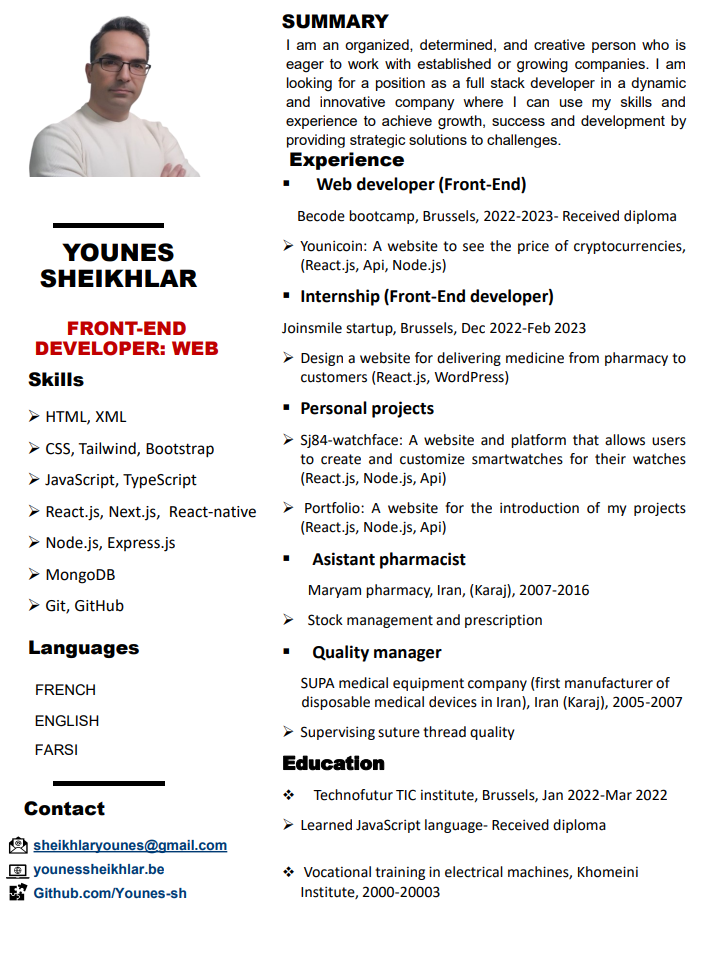 YOUNES
SHEIKHLAR
FRONT-END
DEVELOPER: WEB
Skills
➢ HTML, XML
➢ CSS, Tailwind, Bootstrap
➢ JavaScript, TypeScript
➢ React.js, Next.js, React-native
➢ Node.js, Express.js
➢ MongoDB
➢ Git, GitHub
Languages
FRENCH
ENGLISH
FARSI
Contact
sheikhlaryounes@gmail.com
younessheikhlar.be
Github.com/Younes-sh
SUMMARY
I am an organized, determined, and creative person who is
eager to work with established or growing companies. I am
looking for a position as a full stack developer in a dynamic
and innovative company where I can use my skills and
experience to achieve growth, success and development by
providing strategic solutions to challenges.
Experience
▪ Web developer (Front-End)
Becode bootcamp, Brussels, 2022-2023- Received diploma
➢ Younicoin: A website to see the price of cryptocurrencies,
(React.js, Api, Node.js)
▪ Internship (Front-End developer)
Joinsmile startup, Brussels, Dec 2022-Feb 2023
➢ Design a website for delivering medicine from pharmacy to
customers (React.js, WordPress)
▪ Personal projects
➢ Sj84-watchface: A website and platform that allows users
to create and customize smartwatches for their watches
(React.js, Node.js, Api)
➢ Portfolio: A website for the introduction of my projects
(React.js, Node.js, Api)
▪ Asistant pharmacist
Maryam pharmacy, Iran, (Karaj), 2007-2016
➢ Stock management and prescription
▪ Quality manager
SUPA medical equipment company (first manufacturer of
disposable medical devices in Iran), Iran (Karaj), 2005-2007
➢ Supervising suture thread quality
Education
❖ Technofutur TIC institute, Brussels, Jan 2022-Mar 2022
➢ Learned JavaScript language- Received diploma
❖ Vocational training in electrical machines, Khomeini
Institute, 2000-20003